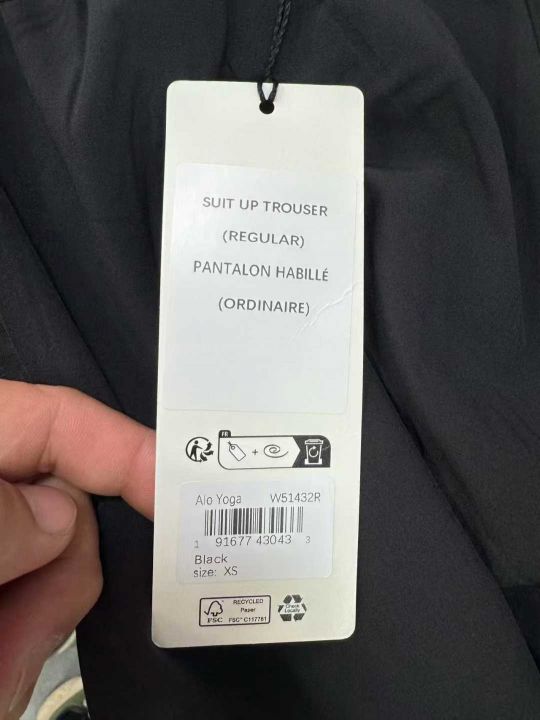 SUIT UP TROUSER
(REGULAR)
PANTALON HABILLÉ
(ORDINAIRE)
FR
+
Alo Yoga W51432R
1 91677 43043 3
Black
size: XS
RECYCLED
Paper
FSC FSC® C117781
Check
Locally